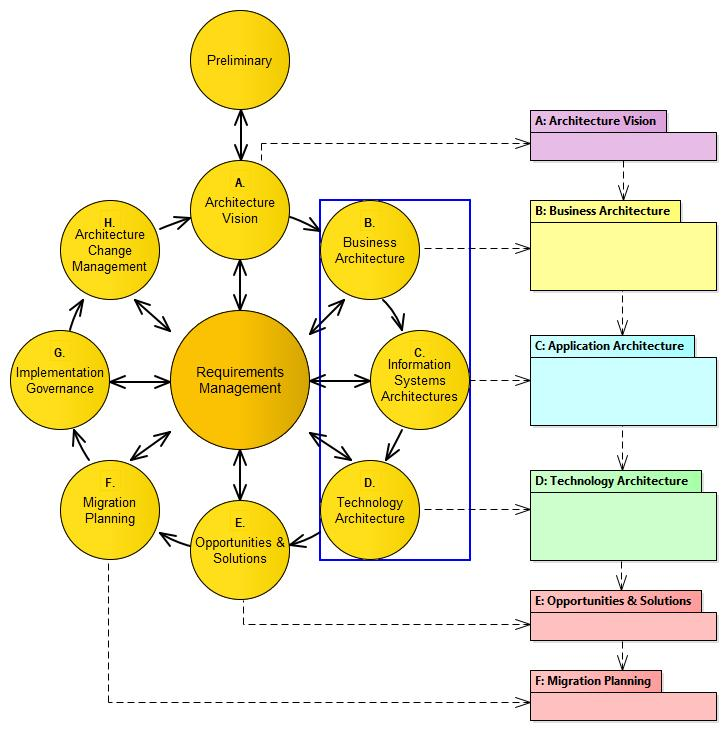 Preliminary
A.
Architecture
Vision
B.
Business
Architecture
C.
Information
Systems
Architectures
D.
Technology
Architecture
E.
Opportunities &
Solutions
F.
Migration
Planning
G.
Implementation
Governance
H.
Architecture
Change
Management
Requirements
Management
A: Architecture Vision
B: Business Architecture
C: Application Architecture
D: Technology Architecture
E: Opportunities & Solutions
F: Migration Planning